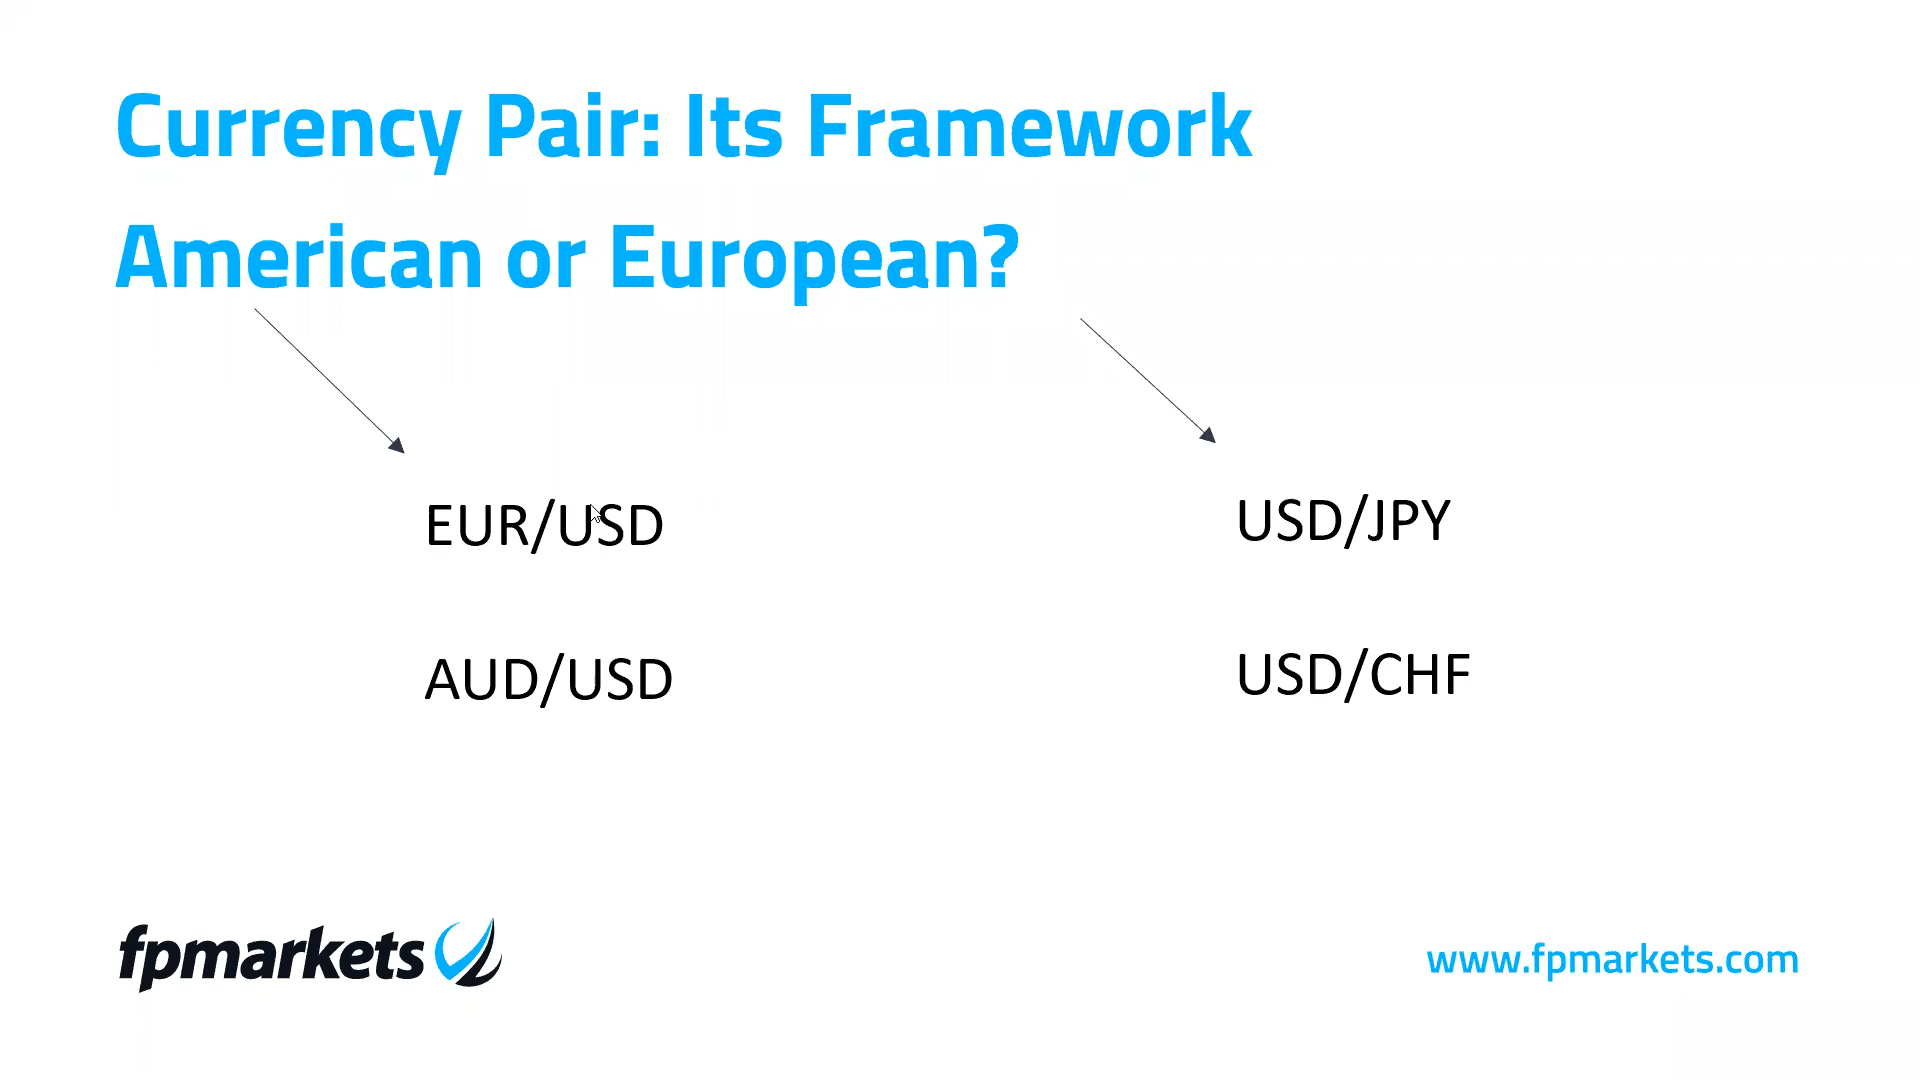 Currency Pair: Its Framework
American or European?
EUR/USD
USD/JPY
AUD/USD
USD/CHF
fpmarkets
www.fpmarkets.com